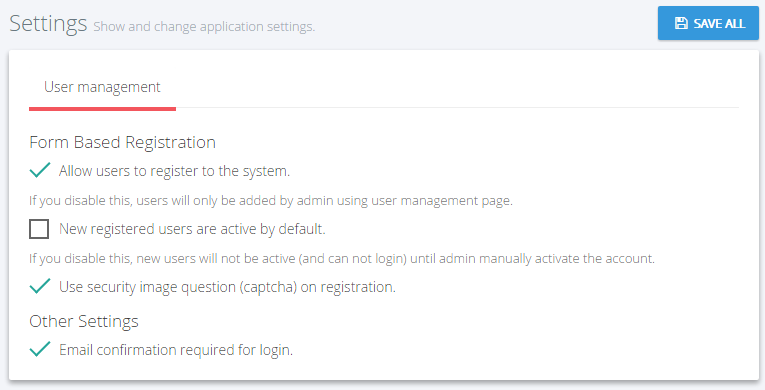 Settings Show and change application settings.
SAVE ALL
User management
Form Based Registration
Allow users to register to the system.
If you disable this, users will only be added by admin using user management page.
New registered users are active by default.
If you disable this, new users will not be active (and can not login) until admin manually activate the account.
Use security image question (captcha) on registration.
Other Settings
Email confirmation required for login.